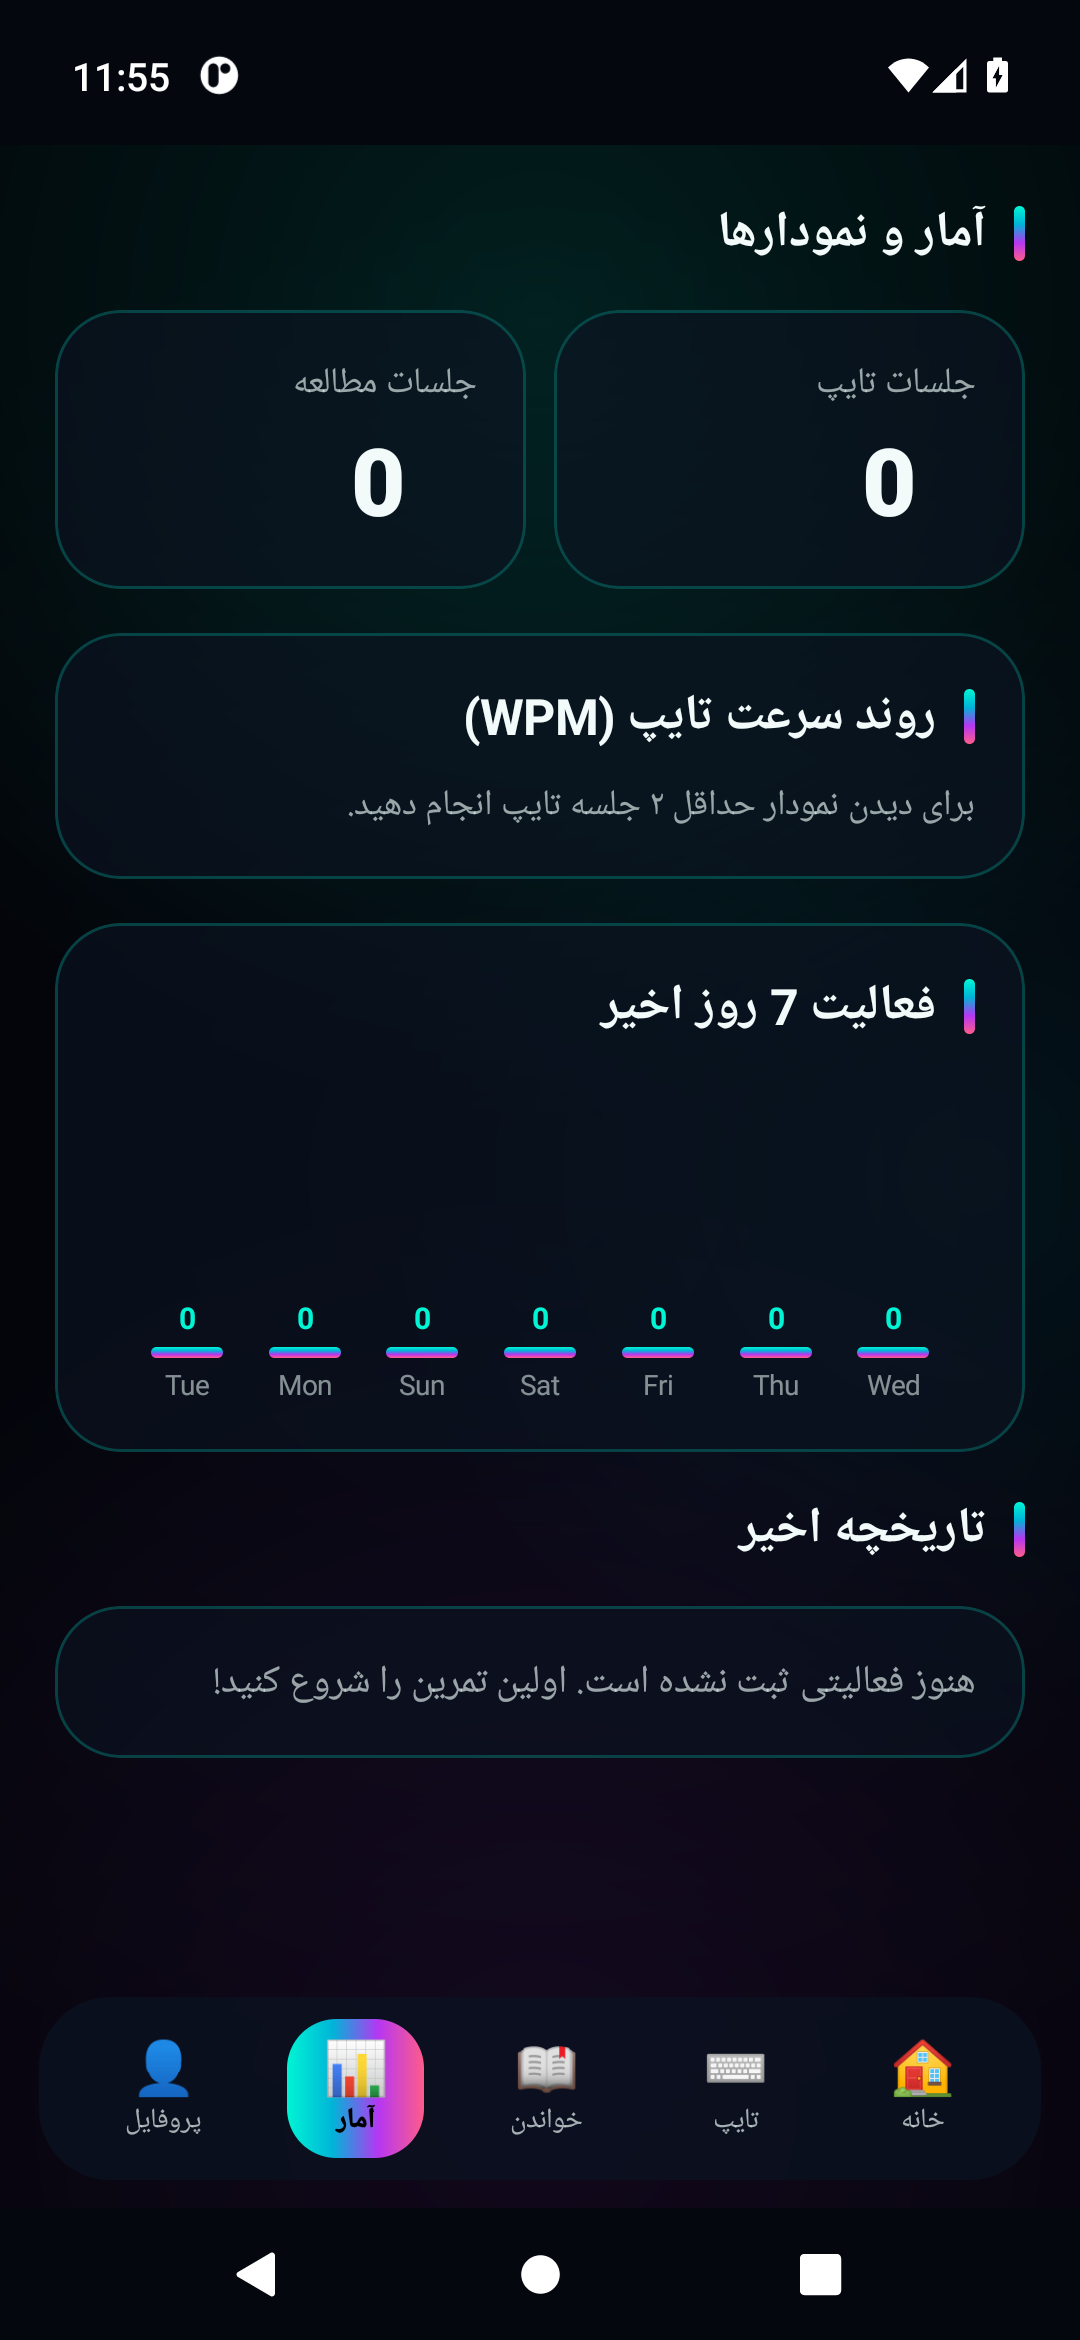 11:55
آمار و نمودارها
جلسات تایپ
0
جلسات مطالعه
0
روند سرعت تایپ (WPM)
برای دیدن نمودار حداقل ۲ جلسه تایپ انجام دهید.
فعالیت 7 روز اخیر
0 0 0 0 0 0 0
Wed Thu Fri Sat Sun Mon Tue
تاریخچه اخیر
هنوز فعالیتی ثبت نشده است. اولین تمرین را شروع کنید!
خانه تایپ خواندن آمار پروفایل